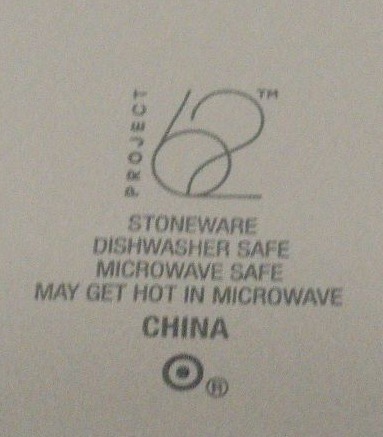 PROJECT 62™
STONEWARE
DISHWASHER SAFE
MICROWAVE SAFE
MAY GET HOT IN MICROWAVE
CHINA
®